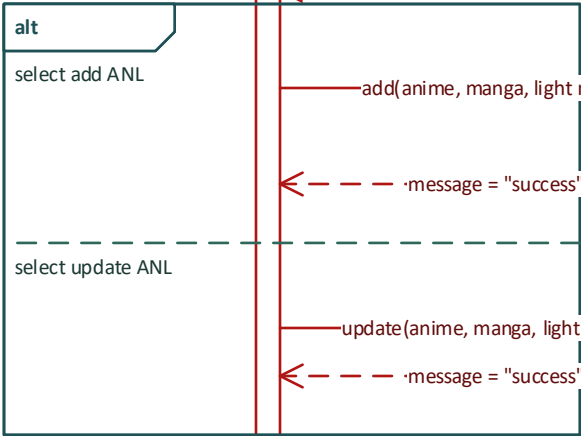 alt
select add ANL
add(anime, manga, light
message = "success"
select update ANL
update(anime, manga, light
message = "success"